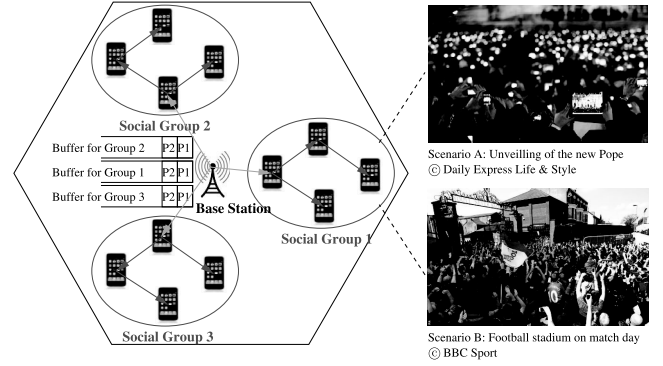 Social Group 2
Buffer for Group 2 P2 P1
Buffer for Group 1 P2 P1
Buffer for Group 3 P2 P1
Base Station
Social Group 1
Social Group 3
Scenario A: Unveilling of the new Pope
© Daily Express Life & Style
Scenario B: Football stadium on match day
© BBC Sport